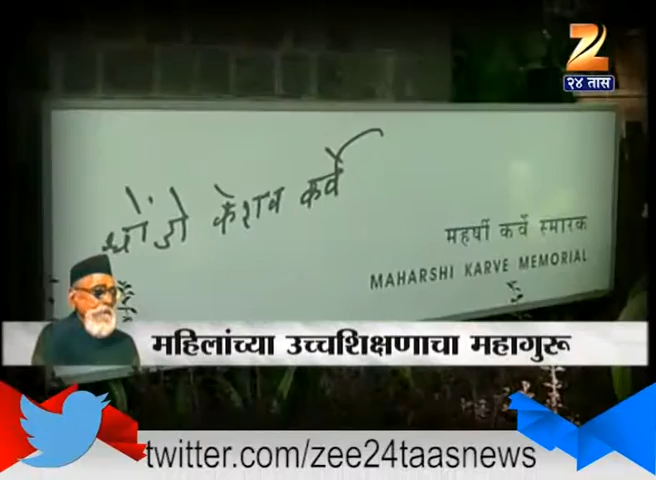 २४ तास
धोंडो केशव कर्वे
महर्षी कर्वे स्मारक
MAHARSHI KARVE MEMORIAL
महिलांच्या उच्चशिक्षणाचा महागुरू
twitter.com/zee24taasnews